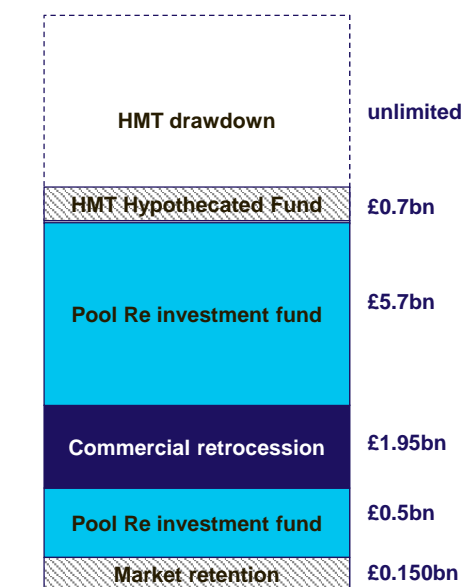 HMT drawdown unlimited
HMT Hypothecated Fund £0.7bn
Pool Re investment fund £5.7bn
Commercial retrocession £1.95bn
Pool Re investment fund £0.5bn
Market retention £0.150bn